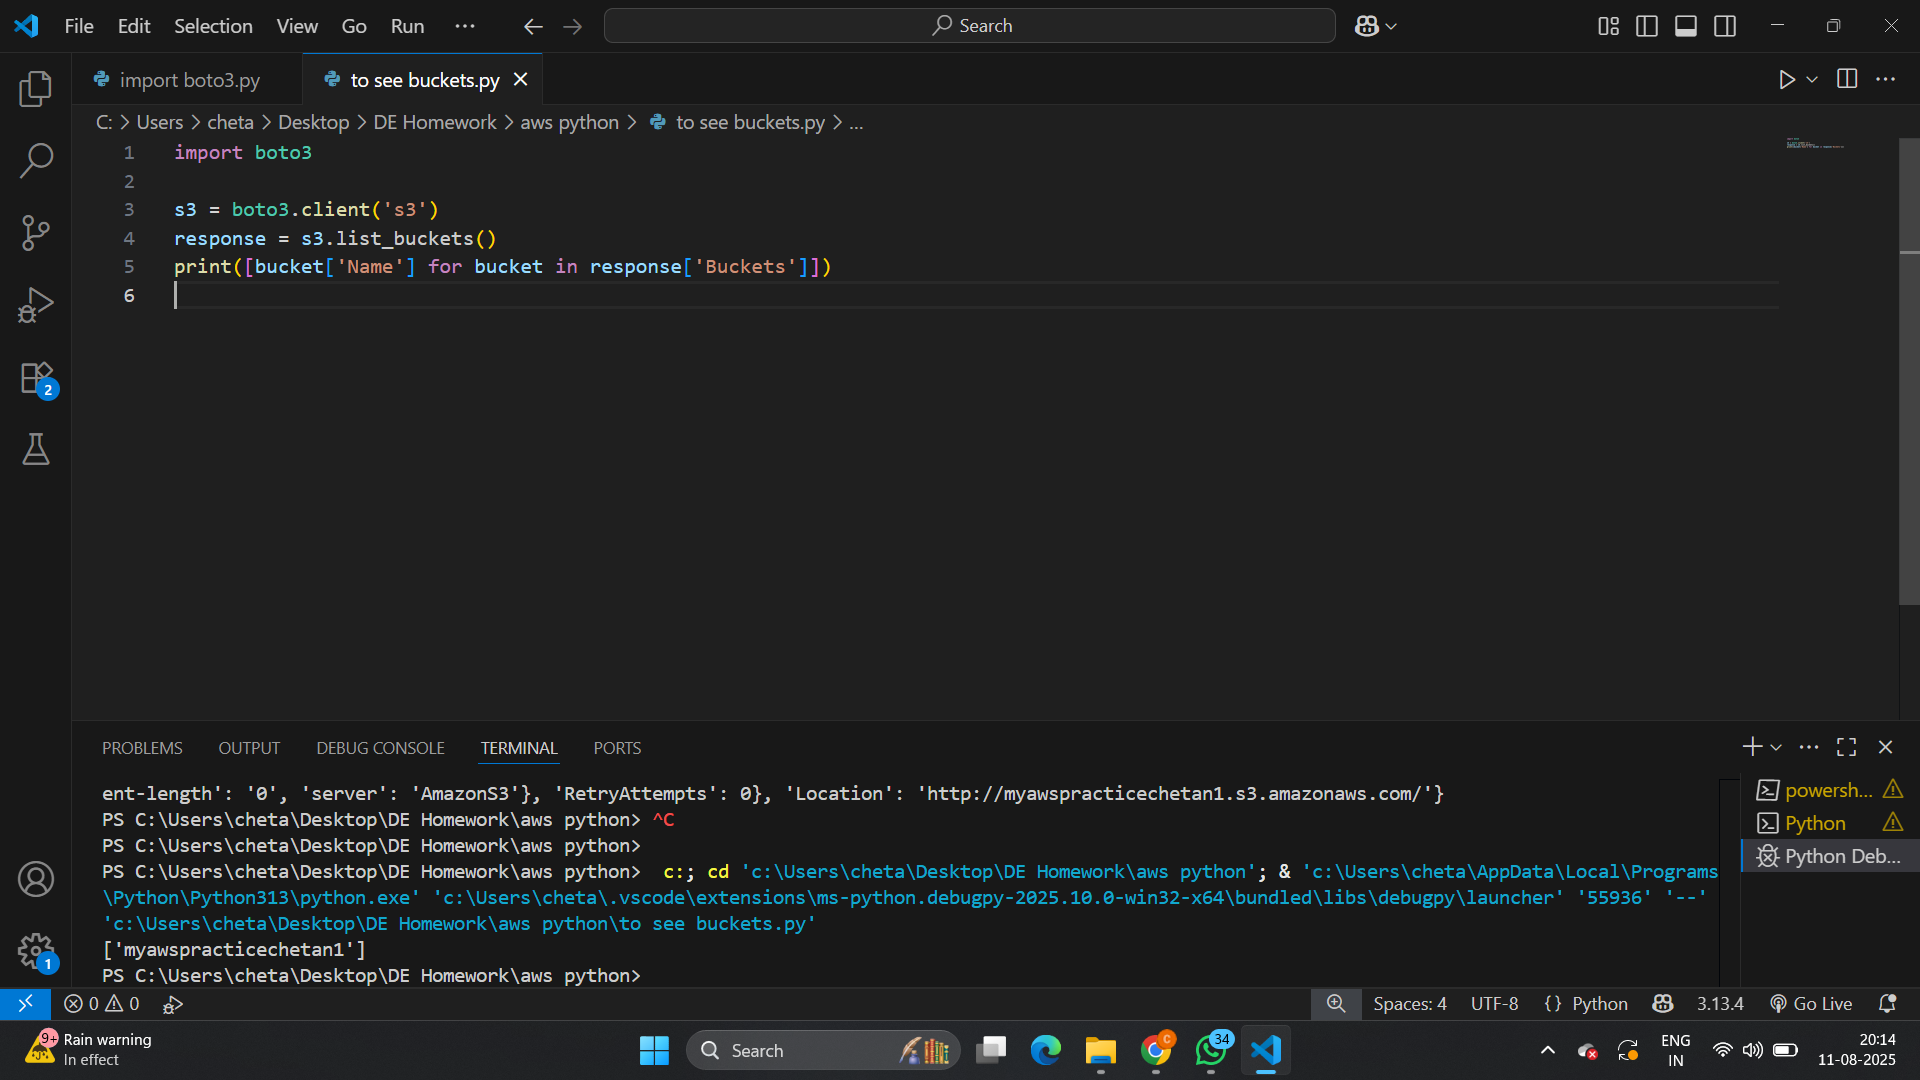 File Edit Selection View Go Run ··· Search
import boto3.py to see buckets.py
C: > Users > cheta > Desktop > DE Homework > aws python > to see buckets.py > ...
1 import boto3
2
3 s3 = boto3.client('s3')
4 response = s3.list_buckets()
5 print([bucket['Name'] for bucket in response['Buckets']])
6
2
1
PROBLEMS OUTPUT DEBUG CONSOLE TERMINAL PORTS
ent-length': '0', 'server': 'AmazonS3'}, 'RetryAttempts': 0}, 'Location': 'http://myawspracticechetan1.s3.amazonaws.com/'}
PS C:\Users\cheta\Desktop\DE Homework\aws python> ^C
PS C:\Users\cheta\Desktop\DE Homework\aws python>
PS C:\Users\cheta\Desktop\DE Homework\aws python>  c:; cd 'c:\Users\cheta\Desktop\DE Homework\aws python'; & 'c:\Users\cheta\AppData\Local\Programs
\Python\Python313\python.exe' 'c:\Users\cheta\.vscode\extensions\ms-python.debugpy-2025.10.0-win32-x64\bundled\libs\debugpy\launcher' '55936' '--'
'c:\Users\cheta\Desktop\DE Homework\aws python\to see buckets.py'
['myawspracticechetan1']
PS C:\Users\cheta\Desktop\DE Homework\aws python>
powersh...
Python
Python Deb...
0 0 Spaces: 4 UTF-8 {} Python 3.13.4 Go Live
9+ Rain warning
In effect
Search
C
34
ENG
IN
20:14
11-08-2025